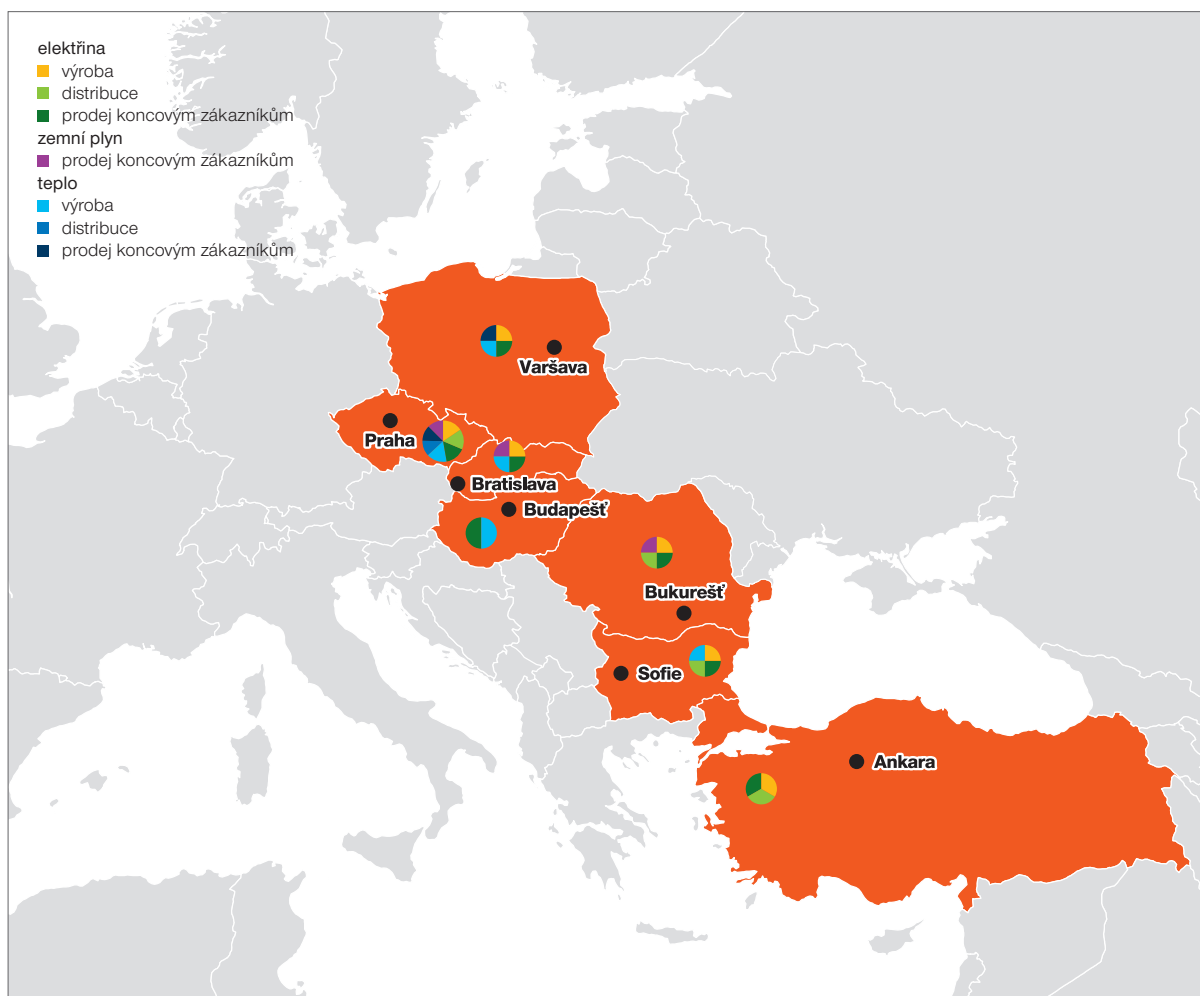 elektřina
výroba
distribuce
prodej koncovým zákazníkům
zemní plyn
prodej koncovým zákazníkům
teplo
výroba
distribuce
prodej koncovým zákazníkům
Varšava
Praha
Bratislava
Budapešť
Bukurešť
Sofie
Ankara